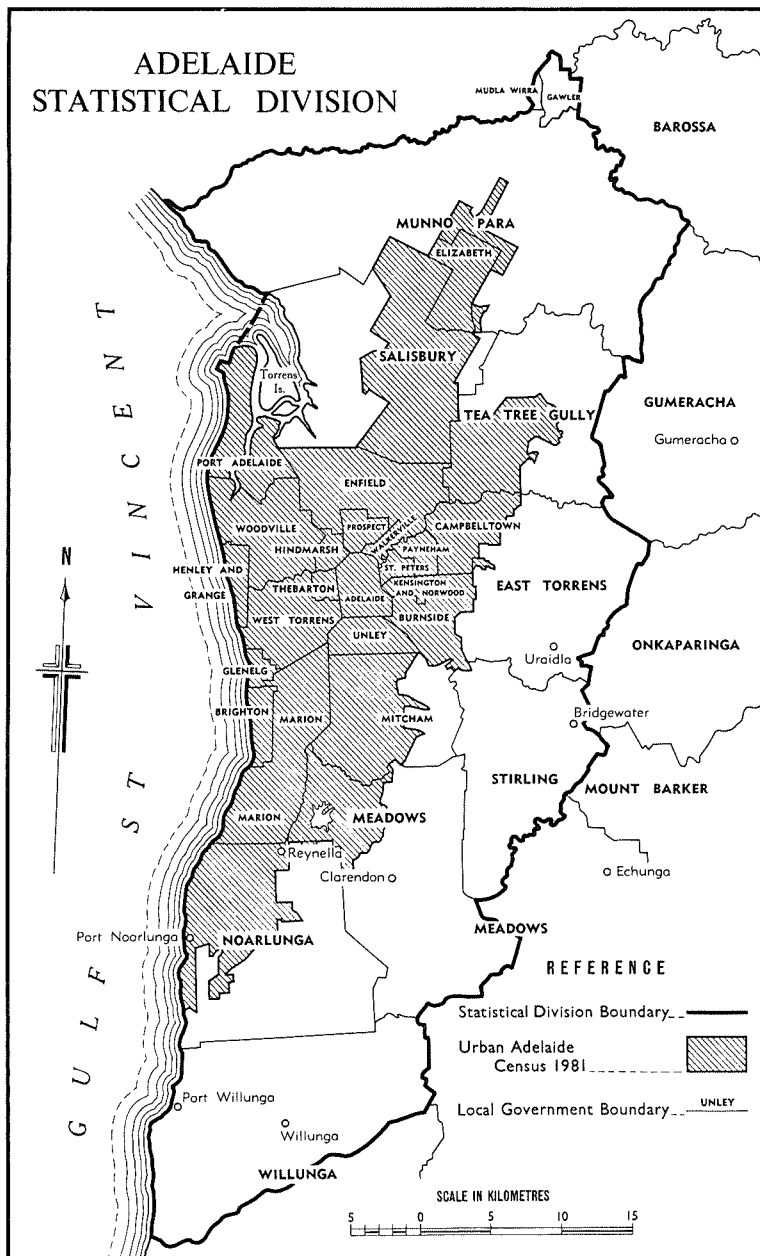 ADELAIDE
STATISTICAL DIVISION
MUDLA WIRRA
GAWLER
BAROSSA
MUNNO PARA
ELIZABETH
SALISBURY
Torrens
Is.
TEA TREE GULLY
GUMERACHA
Gumeracha
PORT ADELAIDE
ENFIELD
WOODVILLE
PROSPECT
WALKERVILLE
CAMPBELLTOWN
HINDMARSH
PAYNEHAM
ST. PETERS
HENLEY AND
GRANGE
THEBARTON
KENSINGTON
AND NORWOOD
EAST TORRENS
ADELAIDE
WEST TORRENS
BURNSIDE
UNLEY
Uraidla
ONKAPARINGA
GLENELG
BRIGHTON
MARION
MITCHAM
Bridgewater
STIRLING
MOUNT BARKER
MARION
MEADOWS
Reynella
Clarendon
Echunga
Port Noarlunga
NOARLUNGA
MEADOWS
Port Willunga
Willunga
WILLUNGA
GULF ST VINCENT
N
REFERENCE
Statistical Division Boundary
Urban Adelaide
Census 1981
Local Government Boundary UNLEY
SCALE IN KILOMETRES
5 0 5 10 15